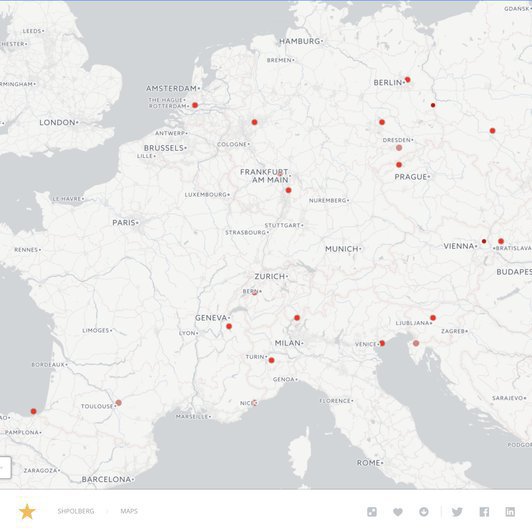 GDAŃSK
LEEDS
CHESTER
HAMBURG
BREMEN
RMINGHAM
BERLIN
AMSTERDAM
THE HAGUE
ROTTERDAM
LONDON
ANTWERP
DRESDEN
COLOGNE
BRUSSELS
LILLE
FRANKFURT
AM MAIN
PRAGUE
LUXEMBOURG
LE HAVRE
NUREMBERG
PARIS
STUTTGART
STRASBOURG
RENNES
MUNICH
VIENNA
BRATISLAVA
ZURICH
BUDAPES
BERN
GENEVA
LJUBLJANA
LIMOGES
LYON
ZAGREB
MILAN
VENICE
TURIN
BORDEAUX
GENOA
SARAJEVO
TOULOUSE
NICE
FLORENCE
MARSEILLE
PAMPLONA
PODGOR
ROME
ZARAGOZA
BARCELONA
SHPOLBERG
MAPS